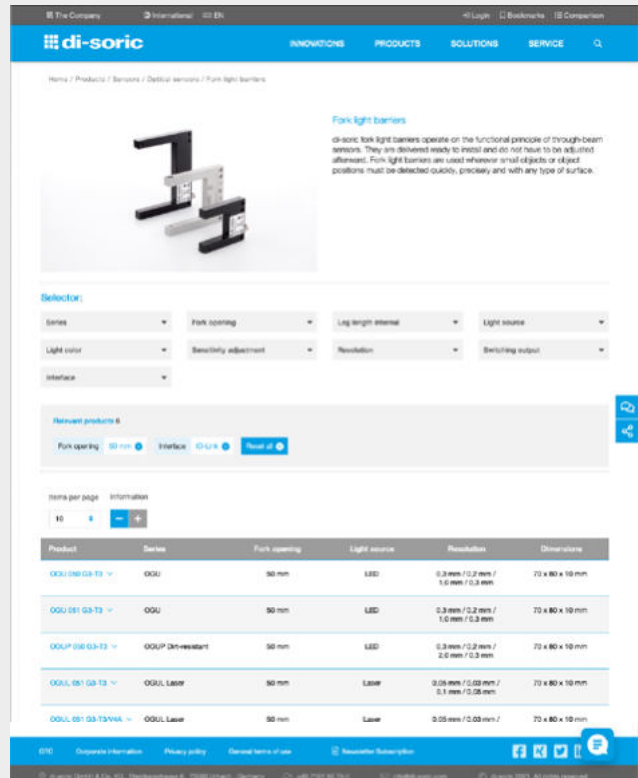 The Company International EN Login Bookmarks Comparison
di-soric INNOVATIONS PRODUCTS SOLUTIONS SERVICE
Home / Products / Sensors / Optical sensors / Fork light barriers
Fork light barriers
di-soric fork light barriers operate on the functional principle of through-beam
sensors. They are delivered ready to install and do not have to be adjusted
afterward. Fork light barriers are used wherever small objects or object
positions must be detected quickly, precisely and with any type of surface.
Selector:
Series Fork opening Leg length internal Light source
Light color Sensitivity adjustment Resolution Switching output
Interface
Relevant products 6
Fork opening 50 mm Interface IO-Link Reset all
Items per page Information
10
Product Series Fork opening Light source Resolution Dimensions
OGU 050 G3-T3 OGU 50 mm LED 0.3 mm / 0.2 mm / 70 x 80 x 10 mm
1.0 mm / 0.3 mm
OGU 051 G3-T3 OGU 50 mm LED 0.3 mm / 0.2 mm / 70 x 80 x 10 mm
1.0 mm / 0.3 mm
OGUP 050 G3-T3 OGUP Dirt-resistant 50 mm LED 0.3 mm / 0.2 mm / 70 x 80 x 10 mm
2.0 mm / 0.3 mm
OGUL 051 G3-T3 OGUL Laser 50 mm Laser 0.05 mm / 0.03 mm / 70 x 80 x 10 mm
0.1 mm / 0.05 mm
OGUL 051 G3-T3/V4A OGUL Laser 50 mm Laser 0.05 mm / 0.03 mm / 70 x 80 x 10 mm
GTC Corporate information Privacy policy General terms of use Newsletter Subscription